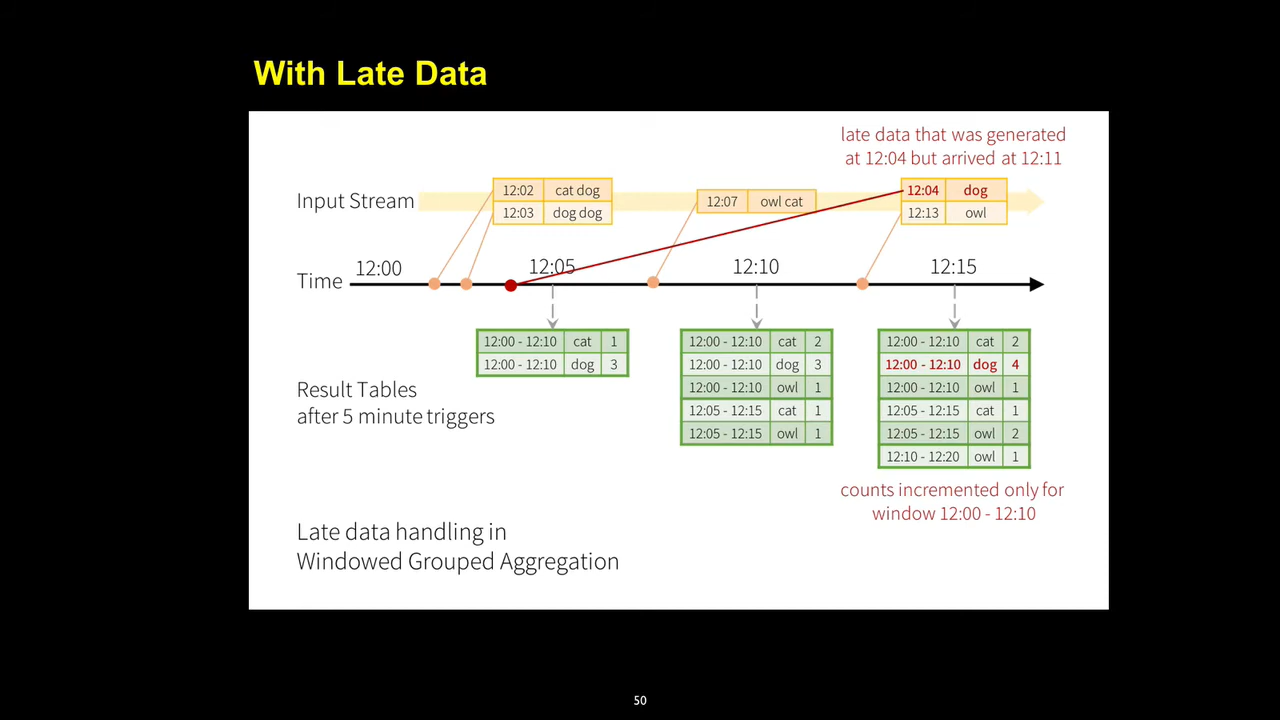 With Late Data
late data that was generated
at 12:04 but arrived at 12:11
Input Stream
12:02 cat dog
12:03 dog dog
12:07 owl cat
12:04 dog
12:13 owl
Time
12:00
12:05
12:10
12:15
Result Tables
after 5 minute triggers
12:00 - 12:10 cat 1
12:00 - 12:10 dog 3
12:00 - 12:10 cat 2
12:00 - 12:10 dog 3
12:00 - 12:10 owl 1
12:05 - 12:15 cat 1
12:05 - 12:15 owl 1
12:00 - 12:10 cat 2
12:00 - 12:10 dog 4
12:00 - 12:10 owl 1
12:05 - 12:15 cat 1
12:05 - 12:15 owl 2
12:10 - 12:20 owl 1
counts incremented only for
window 12:00 - 12:10
Late data handling in
Windowed Grouped Aggregation
50